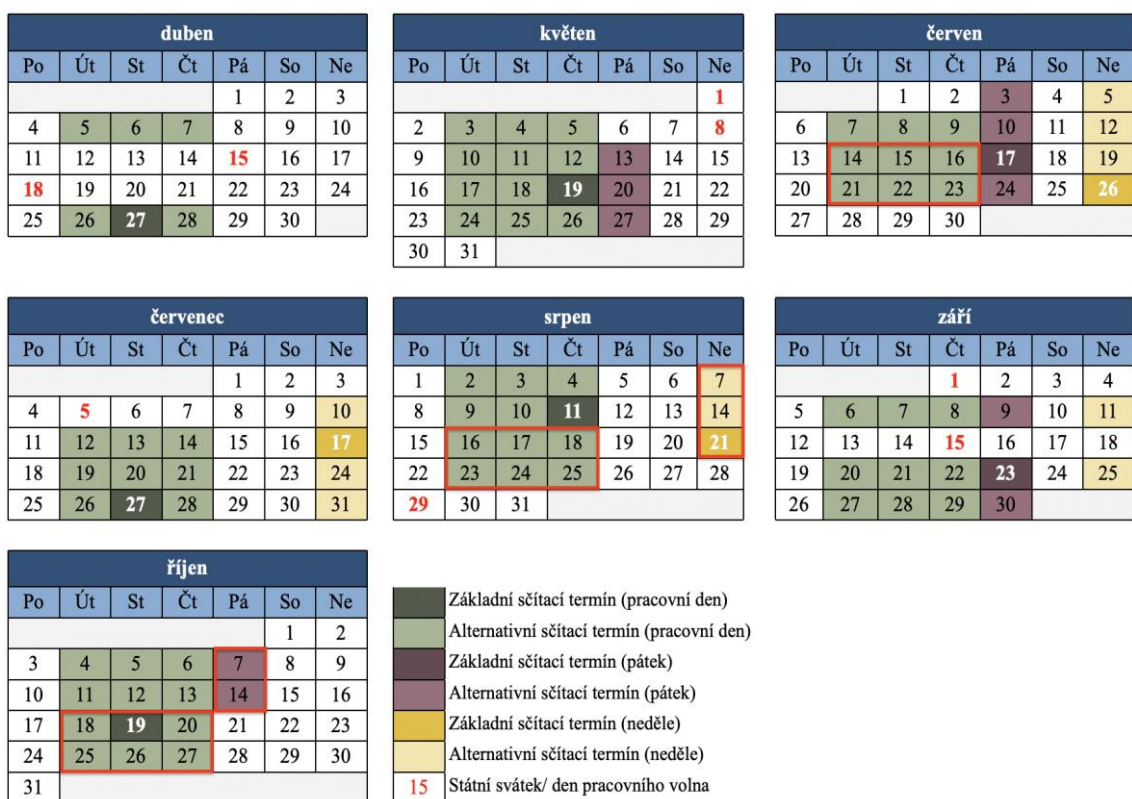 duben
Po Út St Čt Pá So Ne
1 2 3
4 5 6 7 8 9 10
11 12 13 14 15 16 17
18 19 20 21 22 23 24
25 26 27 28 29 30
květen
Po Út St Čt Pá So Ne
1
2 3 4 5 6 7 8
9 10 11 12 13 14 15
16 17 18 19 20 21 22
23 24 25 26 27 28 29
30 31
červen
Po Út St Čt Pá So Ne
1 2 3 4 5
6 7 8 9 10 11 12
13 14 15 16 17 18 19
20 21 22 23 24 25 26
27 28 29 30
červenec
Po Út St Čt Pá So Ne
1 2 3
4 5 6 7 8 9 10
11 12 13 14 15 16 17
18 19 20 21 22 23 24
25 26 27 28 29 30 31
srpen
Po Út St Čt Pá So Ne
1 2 3 4 5 6 7
8 9 10 11 12 13 14
15 16 17 18 19 20 21
22 23 24 25 26 27 28
29 30 31
září
Po Út St Čt Pá So Ne
1 2 3 4
5 6 7 8 9 10 11
12 13 14 15 16 17 18
19 20 21 22 23 24 25
26 27 28 29 30
říjen
Po Út St Čt Pá So Ne
1 2
3 4 5 6 7 8 9
10 11 12 13 14 15 16
17 18 19 20 21 22 23
24 25 26 27 28 29 30
31
Základní sčítací termín (pracovní den)
Alternativní sčítací termín (pracovní den)
Základní sčítací termín (pátek)
Alternativní sčítací termín (pátek)
Základní sčítací termín (neděle)
Alternativní sčítací termín (neděle)
15 Státní svátek/ den pracovního volna